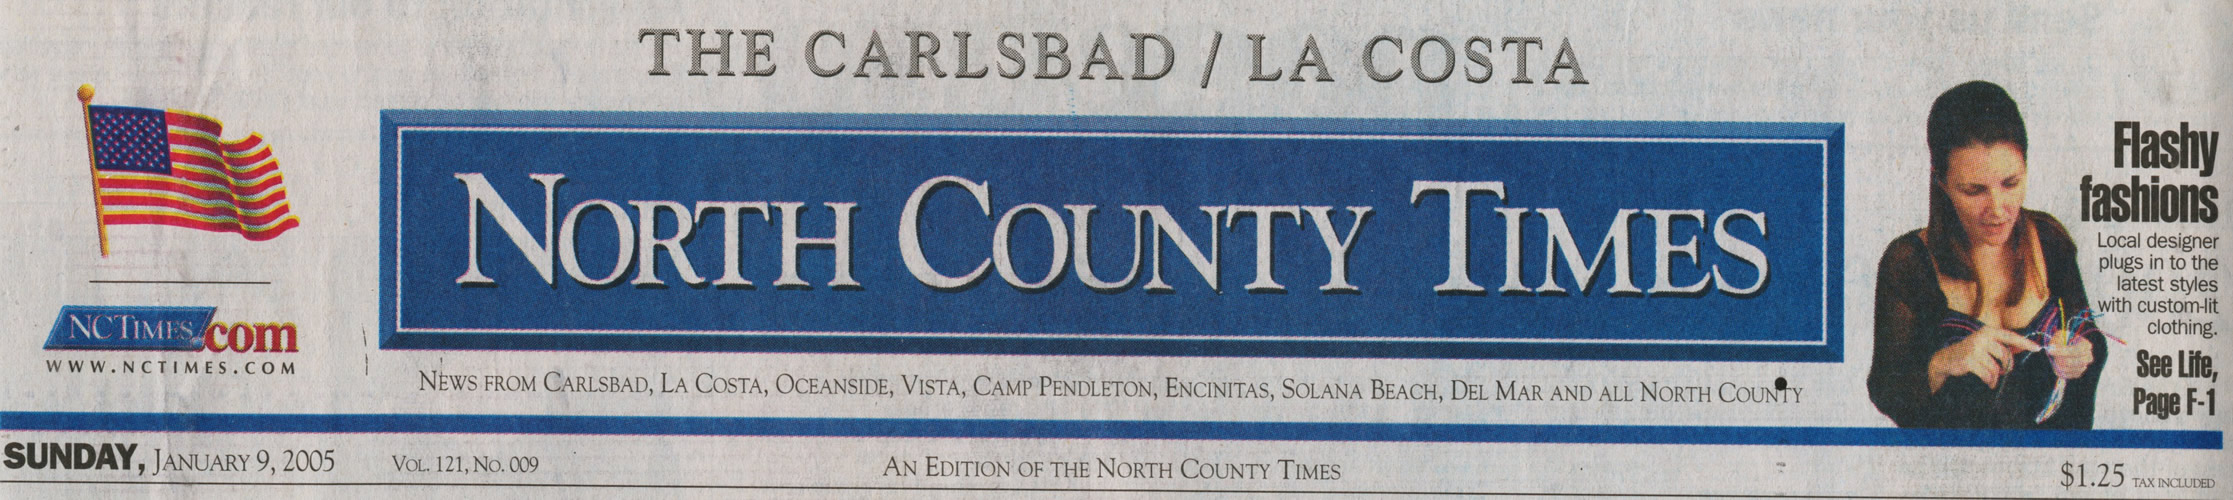 THE CARLSBAD / LA COSTA
NORTH COUNTY TIMES
NCTIMES.com
WWW.NCTIMES.COM
NEWS FROM CARLSBAD, LA COSTA, OCEANSIDE, VISTA, CAMP PENDLETON, ENCINITAS, SOLANA BEACH, DEL MAR AND ALL NORTH COUNTY
Flashy
fashions
Local designer
plugs in to the
latest styles
with custom-lit
clothing.
See Life,
Page F-1
SUNDAY, JANUARY 9, 2005
VOL. 121, NO. 009
AN EDITION OF THE NORTH COUNTY TIMES
$1.25 TAX INCLUDED